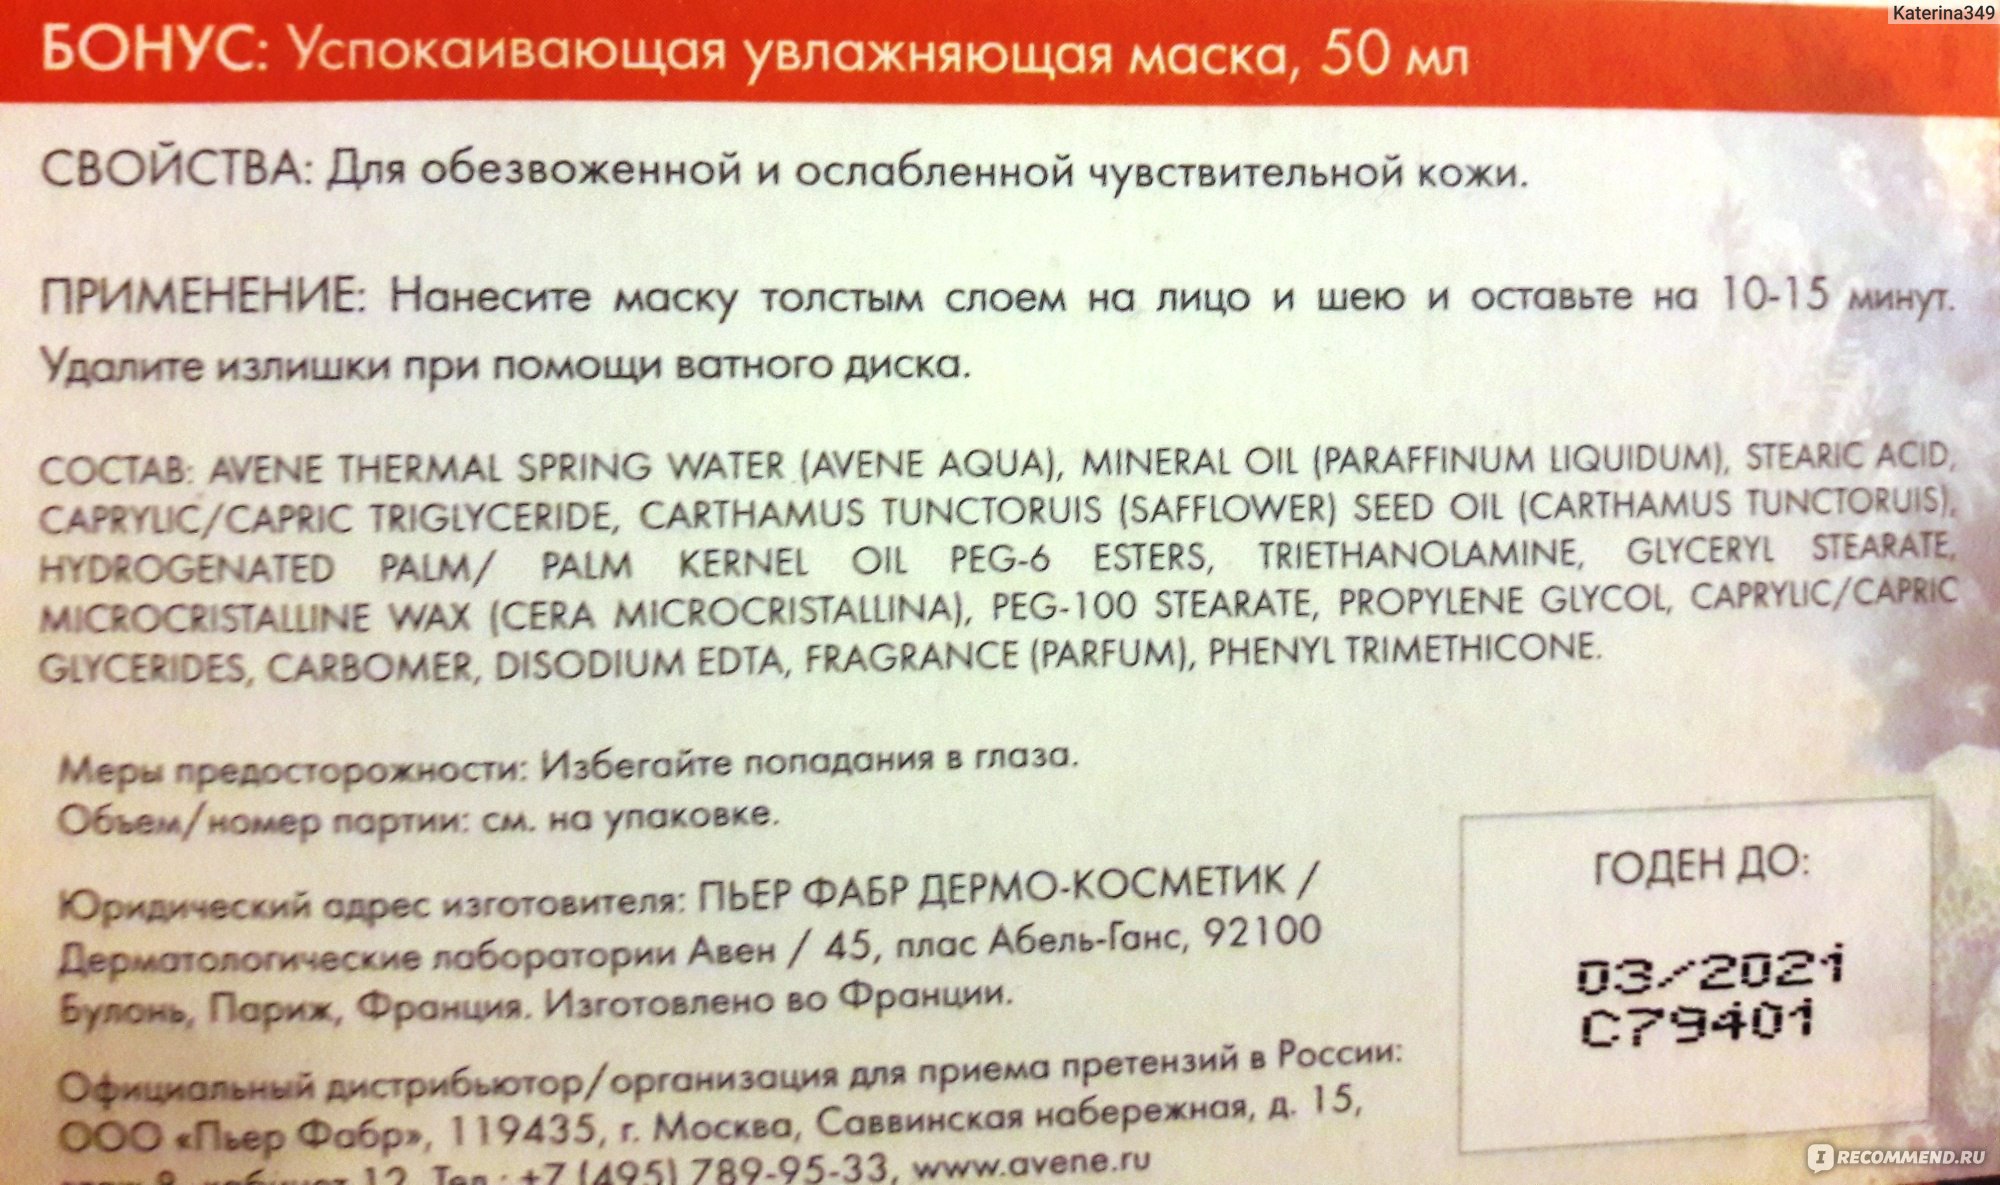 Katerina349
БОНУС: Успокаивающая увлажняющая маска, 50 мл
СВОЙСТВА: Для обезвоженной и ослабленной чувствительной кожи.
ПРИМЕНЕНИЕ: Нанесите маску толстым слоем на лицо и шею и оставьте на 10-15 минут.
Удалите излишки при помощи ватного диска.
СОСТАВ: AVENE THERMAL SPRING WATER (AVENE AQUA), MINERAL OIL (PARAFFINUM LIQUIDUM), STEARIC ACID,
CAPRYLIC/CAPRIC TRIGLYCERIDE, CARTHAMUS TUNCTORUIS (SAFFLOWER) SEED OIL (CARTHAMUS TUNCTORUIS),
HYDROGENATED PALM/ PALM KERNEL OIL PEG-6 ESTERS, TRIETHANOLAMINE, GLYCERYL STEARATE,
MICROCRISTALLINE WAX (CERA MICROCRISTALLINA), PEG-100 STEARATE, PROPYLENE GLYCOL, CAPRYLIC/CAPRIC
GLYCERIDES, CARBOMER, DISODIUM EDTA, FRAGRANCE (PARFUM), PHENYL TRIMETHICONE.
Меры предосторожности: Избегайте попадания в глаза.
Объем/номер партии: см. на упаковке.
Юридический адрес изготовителя: ПЬЕР ФАБР ДЕРМО-КОСМЕТИК /
Дерматологические лаборатории Авен / 45, плас Абель-Ганс, 92100
Булонь, Париж, Франция. Изготовлено во Франции.
Официальный дистрибьютор/организация для приема претензий в России:
ООО «Пьер Фабр», 119435, г. Москва, Саввинская набережная, д. 15,
12. Тел.: +7 (495) 789-95-33, www.avene.ru
ГОДЕН ДО:
03/2021
C79401
I RECOMMEND.RU